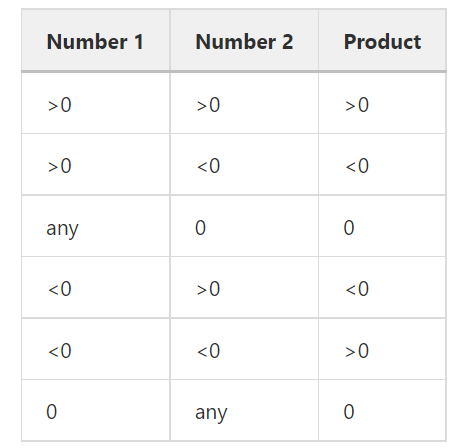 Number 1 Number 2 Product
>0 >0 >0
>0 <0 <0
any 0 0
<0 >0 <0
<0 <0 >0
0 any 0